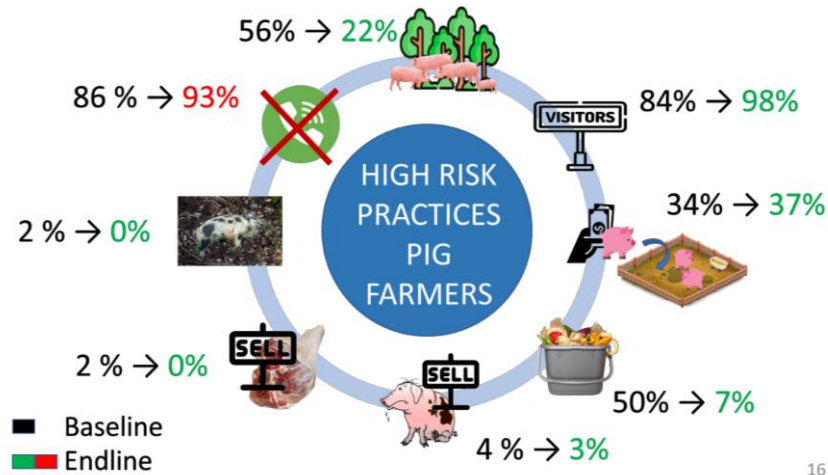 56% → 22%
86 % → 93%
VISITORS
84% → 98%
HIGH RISK
PRACTICES
PIG
FARMERS
34% → 37%
2 % → 0%
SELL
2 % → 0%
SELL
50% → 7%
4 % → 3%
Baseline
Endline
16